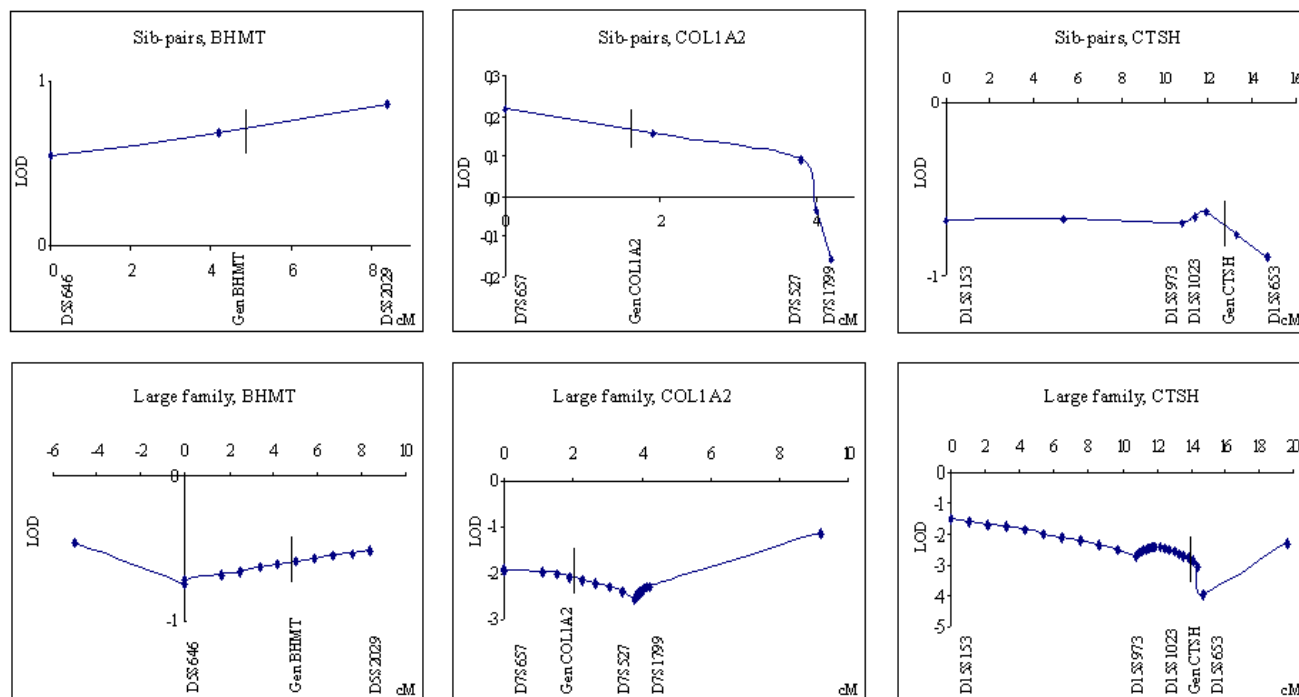 Sib-pairs, BHMT
1
LOD
0
0
2
4
6
8
D5S646
Gen BHMT
D5S2029
cM
Sib-pairs, COL1A2
0,3
0,2
0,1
0,0
-0,1
-0,2
LOD
0
2
4
D7S657
Gen COL1A2
D7S527
D7S1799
cM
Sib-pairs, CTSH
0 2 4 6 8 10 12 14 16
0
LOD
-1
D15S153
D15S973
D15S1023
Gen CTSH
D15S653
cM
Large family, BHMT
-6 -4 -2 0 2 4 6 8 10
0
LOD
-1
D5S646
Gen BHMT
D5S2029
cM
Large family, COL1A2
0 2 4 6 8 10
0
-1
-2
-3
LOD
D7S657
Gen COL1A2
D7S527
D7S1799
cM
Large family, CTSH
0 2 4 6 8 10 12 14 16 18 20
0
-1
-2
-3
-4
-5
LOD
D15S153
D15S973
D15S1023
Gen CTSH
D15S653
cM